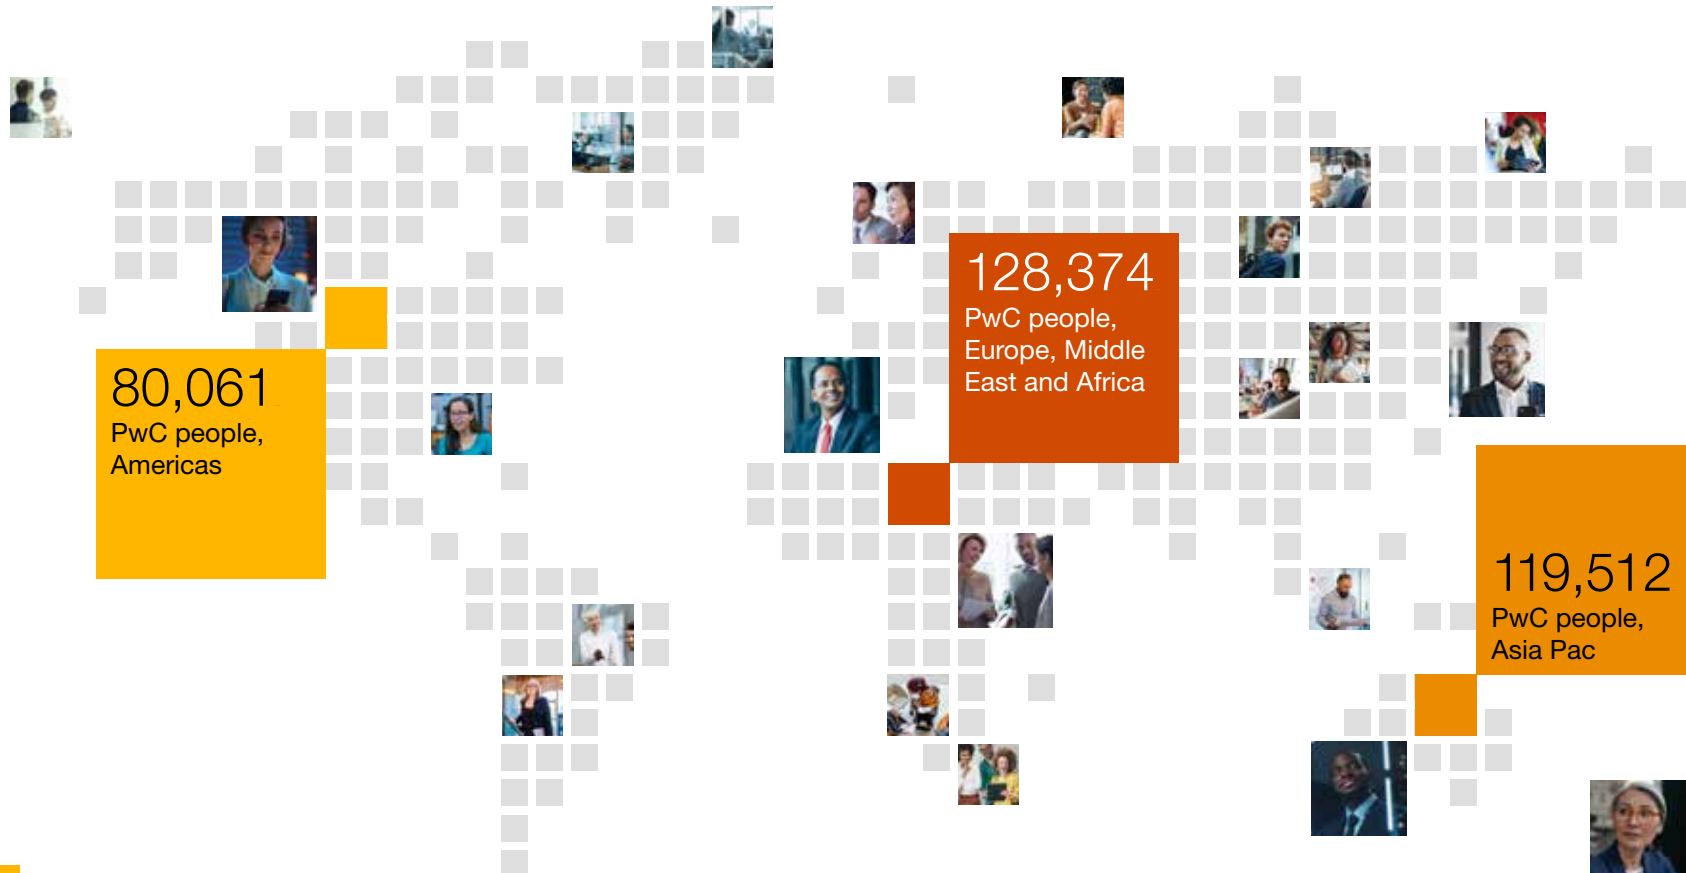 128,374
PwC people,
Europe, Middle
East and Africa
80,061
PwC people,
Americas
119,512
PwC people,
Asia Pac